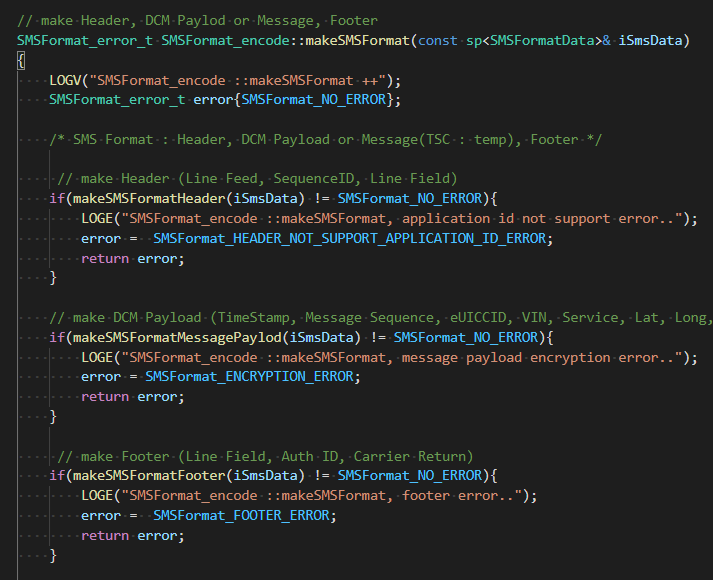 // make Header, DCM Paylod or Message, Footer
SMSFormat_error_t SMSFormat_encode::makeSMSFormat(const sp<SMSFormatData>& iSmsData)
{
LOGV("SMSFormat_encode ::makeSMSFormat ++");
SMSFormat_error_t error{SMSFormat_NO_ERROR};
/* SMS Format : Header, DCM Payload or Message(TSC : temp), Footer */
// make Header (Line Feed, SequenceID, Line Field)
if(makeSMSFormatHeader(iSmsData) != SMSFormat_NO_ERROR){
LOGE("SMSFormat_encode ::makeSMSFormat, application id not support error..");
error =  SMSFormat_HEADER_NOT_SUPPORT_APPLICATION_ID_ERROR;
return error;
}
// make DCM Payload (TimeStamp, Message Sequence, eUICCID, VIN, Service, Lat, Long,
if(makeSMSFormatMessagePaylod(iSmsData) != SMSFormat_NO_ERROR){
LOGE("SMSFormat_encode ::makeSMSFormat, message payload encryption error..");
error = SMSFormat_ENCRYPTION_ERROR;
return error;
}
// make Footer (Line Field, Auth ID, Carrier Return)
if(makeSMSFormatFooter(iSmsData) != SMSFormat_NO_ERROR){
LOGE("SMSFormat_encode ::makeSMSFormat, footer error..");
error =  SMSFormat_FOOTER_ERROR;
return error;
}